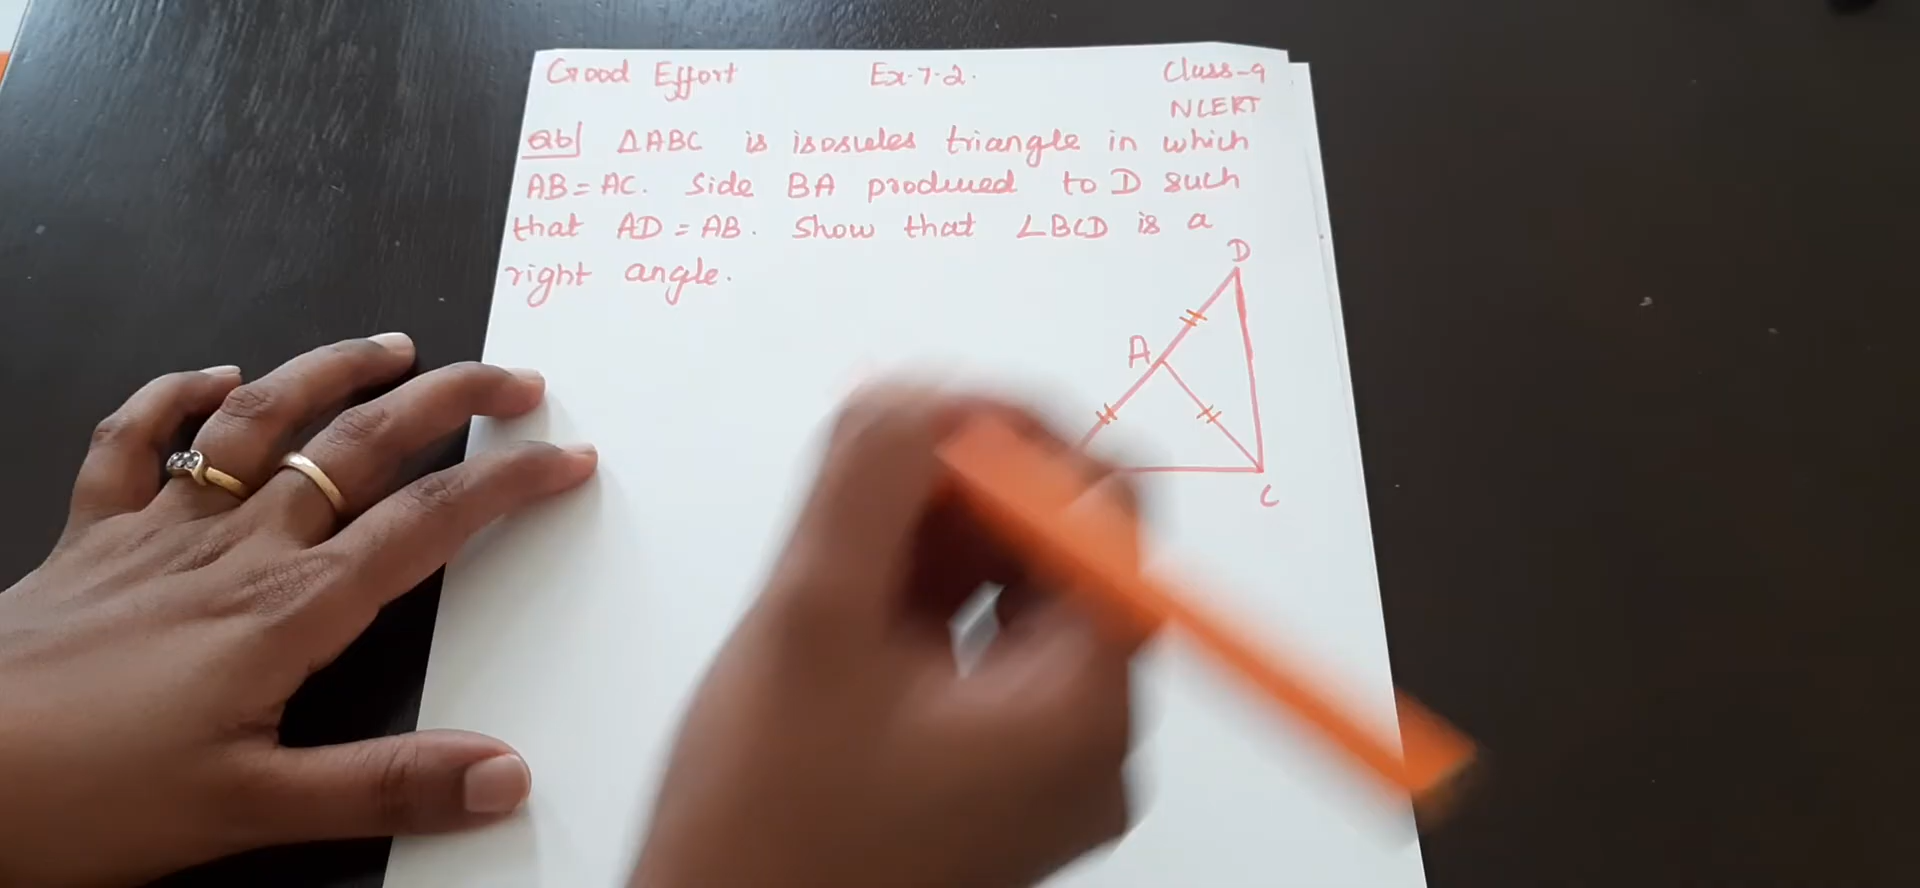 Good Effort Ex-7.2. Class-9
NCERT
Q6| ΔABC is isosules triangle in which
AB = AC. Side BA produced to D such
that AD = AB. Show that ∠BCD is a
right angle.
D
A
C